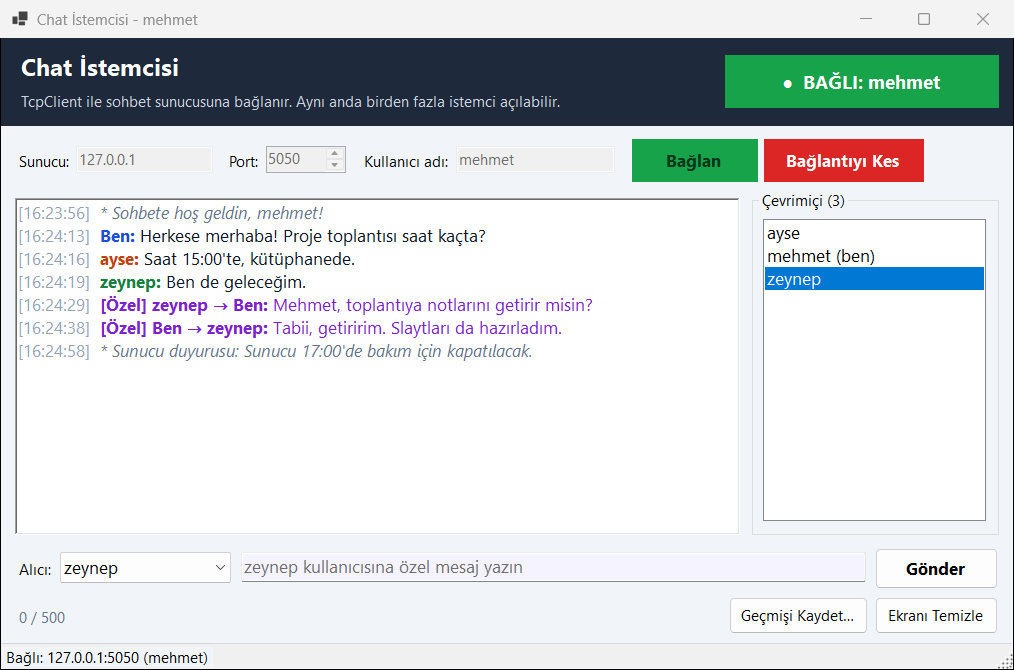 Chat İstemcisi - mehmet
Chat İstemcisi
TcpClient ile sohbet sunucusuna bağlanır. Aynı anda birden fazla istemci açılabilir.
● BAĞLI: mehmet
Sunucu: 127.0.0.1 Port: 5050 Kullanıcı adı: mehmet Bağlan Bağlantıyı Kes
[16:23:56] * Sohbete hoş geldin, mehmet!
[16:24:13] Ben: Herkese merhaba! Proje toplantısı saat kaçta?
[16:24:16] ayse: Saat 15:00'te, kütüphanede.
[16:24:19] zeynep: Ben de geleceğim.
[16:24:29] [Özel] zeynep → Ben: Mehmet, toplantıya notlarını getirir misin?
[16:24:38] [Özel] Ben → zeynep: Tabii, getiririm. Slaytları da hazırladım.
[16:24:58] * Sunucu duyurusu: Sunucu 17:00'de bakım için kapatılacak.
Çevrimiçi (3)
ayse
mehmet (ben)
zeynep
Alıcı: zeynep zeynep kullanıcısına özel mesaj yazın Gönder
0 / 500 Geçmişi Kaydet... Ekranı Temizle
Bağlı: 127.0.0.1:5050 (mehmet)